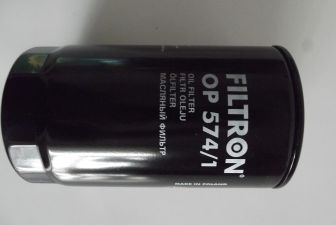 FILTRON®
OP 574/1
OIL FILTER
FILTR OLEJU
ÖLFILTER
МАСЛЯНЫЙ ФИЛЬТР
MADE IN POLAND